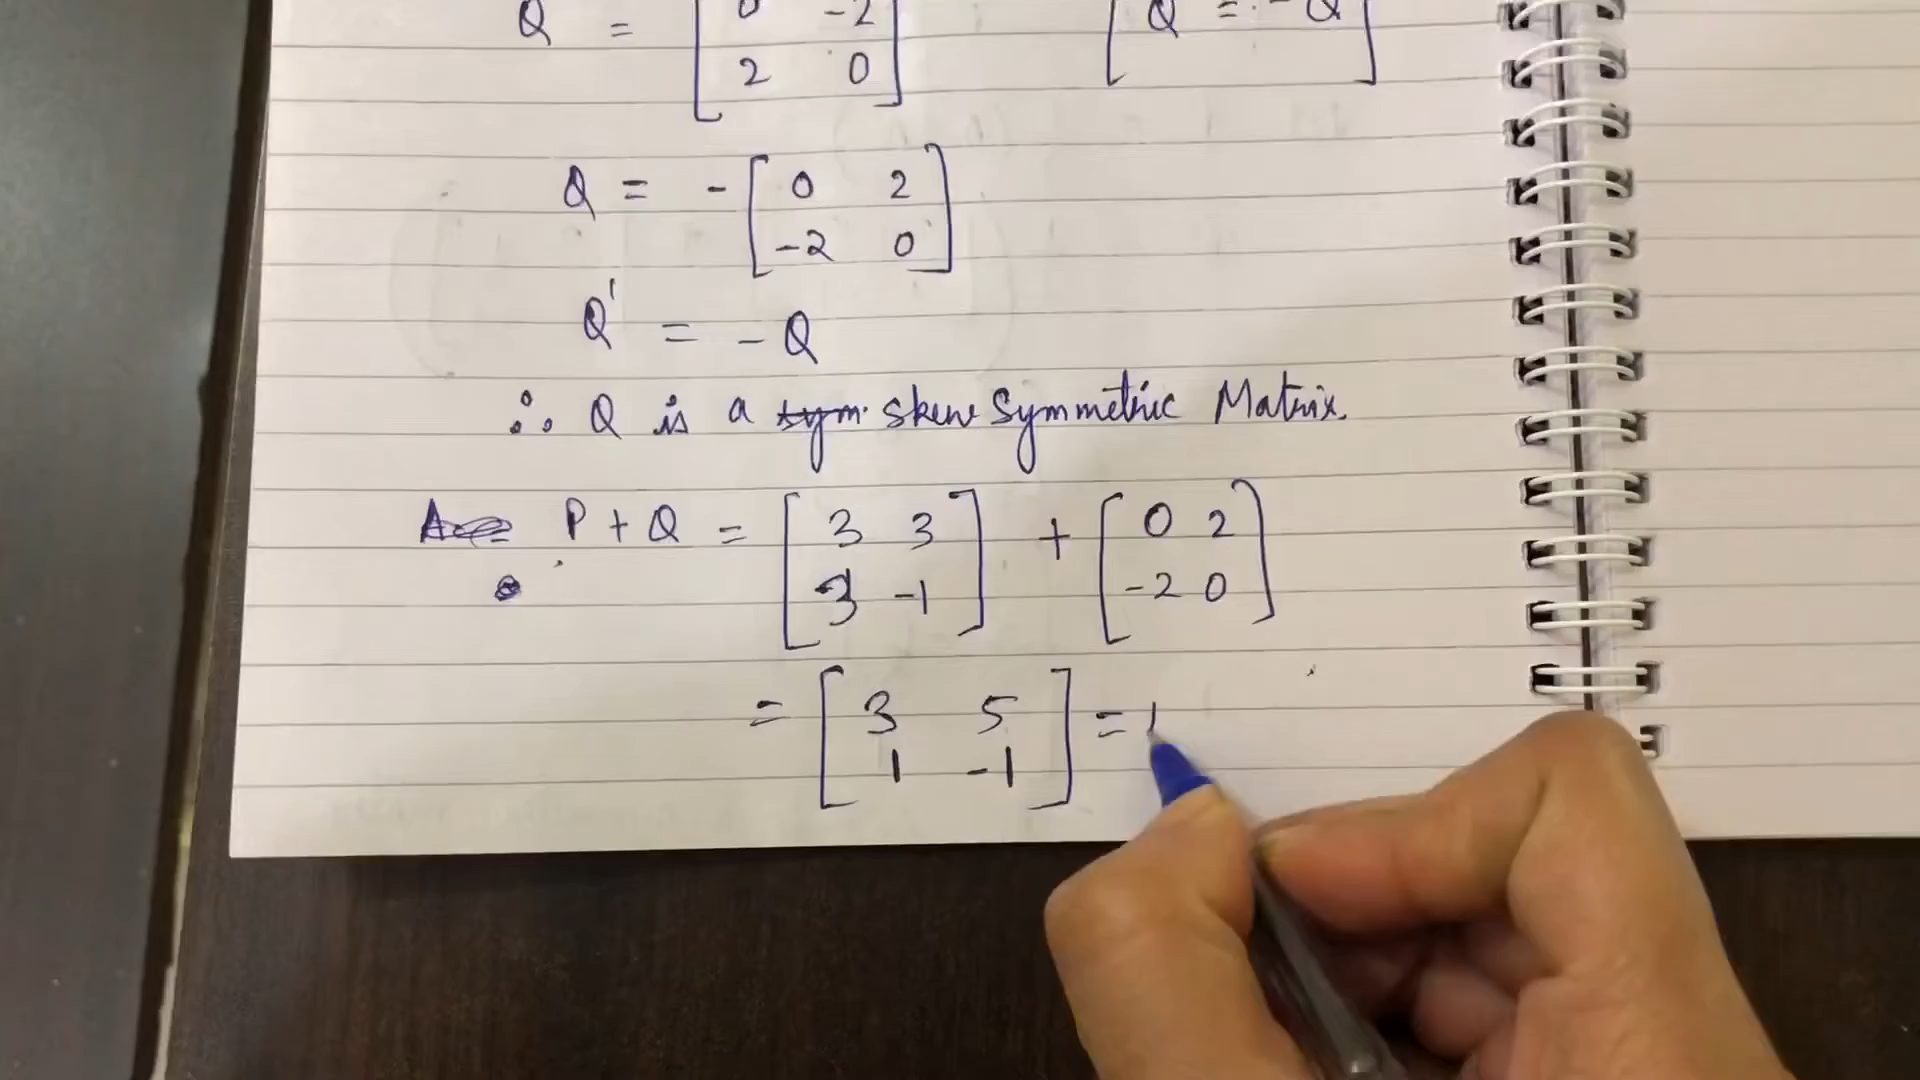 Q = [ 0 -2 [ Q = - Q ]
2 0 ]
Q = - [ 0 2
-2 0 ]
Q' = - Q
∴ Q is a sym. skew Symmetric Matrix.
P + Q = [ 3 3 ] + [ 0 2 ]
[ 3 -1 ] [ -2 0 ]
= [ 3 5 ] =
[ 1 -1 ]